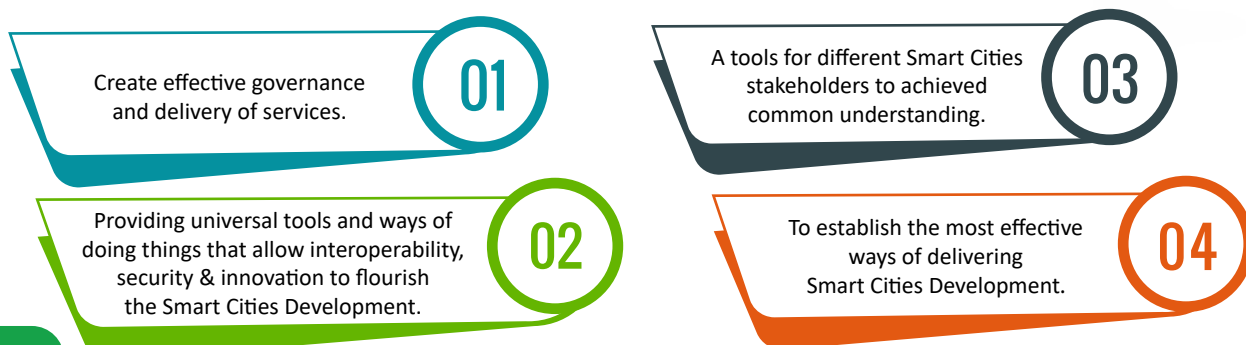 Create effective governance
and delivery of services.
01
Providing universal tools and ways of
doing things that allow interoperability,
security & innovation to flourish
the Smart Cities Development.
02
A tools for different Smart Cities
stakeholders to achieved
common understanding.
03
To establish the most effective
ways of delivering
Smart Cities Development.
04